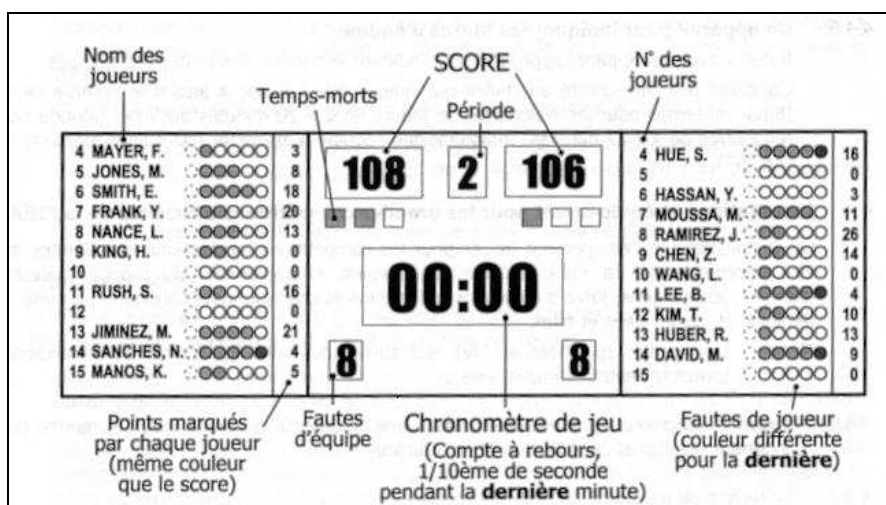 Nom des
joueurs
SCORE
N° des
joueurs
Temps-morts
Période
4 MAYER, F. 3
5 JONES, M. 8
6 SMITH, E. 18
7 FRANK, Y. 20
8 NANCE, L. 13
9 KING, H. 4
10 0
11 RUSH, S. 16
12 0
13 JIMINEZ, M. 21
14 SANCHES, N.
15 MANOS, K. 5
108 2 106
00:00
8 8
4 HUE, S. 16
5 0
6 HASSAN, Y. 3
7 MOUSSA, M. 11
8 RAMIREZ, J. 26
9 CHEN, Z. 14
10 WANG, L. 0
11 LEE, B. 4
12 KIM, T. 10
13 HUBER, R. 13
14 DAVID, M. 9
15 0
Points marqués
par chaque joueur
(même couleur
que le score)
Fautes
d'équipe
Chronomètre de jeu
(Compte à rebours,
1/10ème de seconde
pendant la dernière minute)
Fautes de joueur
(couleur différente
pour la dernière)